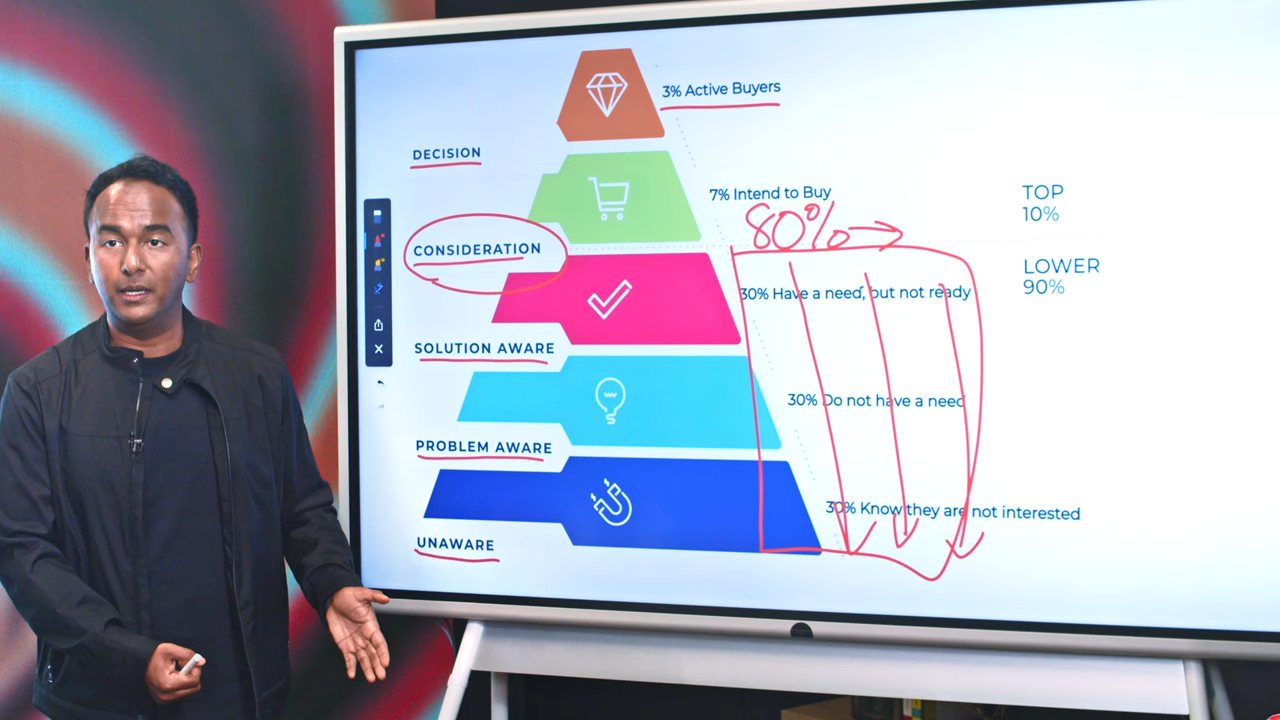 3% Active Buyers
DECISION
7% Intend to Buy
TOP
10%
80%
CONSIDERATION
LOWER
90%
30% Have a need, but not ready
SOLUTION AWARE
30% Do not have a need
PROBLEM AWARE
30% Know they are not interested
UNAWARE